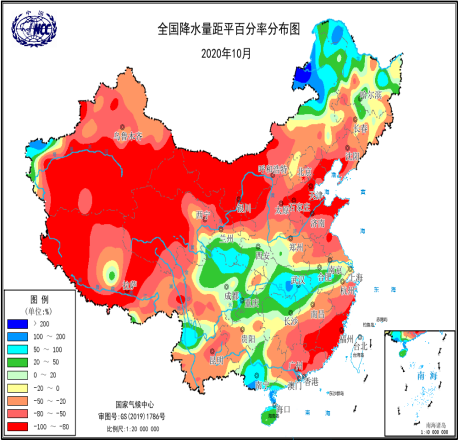 全国降水量距平百分率分布图
2020年10月
NCC
哈尔滨
长春
沈阳
乌鲁木齐
呼和浩特
北京
天津
银川
太原
石家庄
济南
西宁
兰州
郑州
西安
南京
上海
合肥
杭州
拉萨
成都
重庆
武汉
长沙
南昌
贵阳
福州
台北
昆明
南宁
广州
香港
澳门
海口
东
海
南
海
图 例
(单位:%)
> 200
100 ~ 200
50 ~ 100
20 ~ 50
0 ~ 20
-20 ~ 0
-50 ~ -20
-80 ~ -50
-100 ~ -80
国家气候中心
审图号:GS(2019)1786号
比例尺:1:20 000 000
南 海
南海诸岛